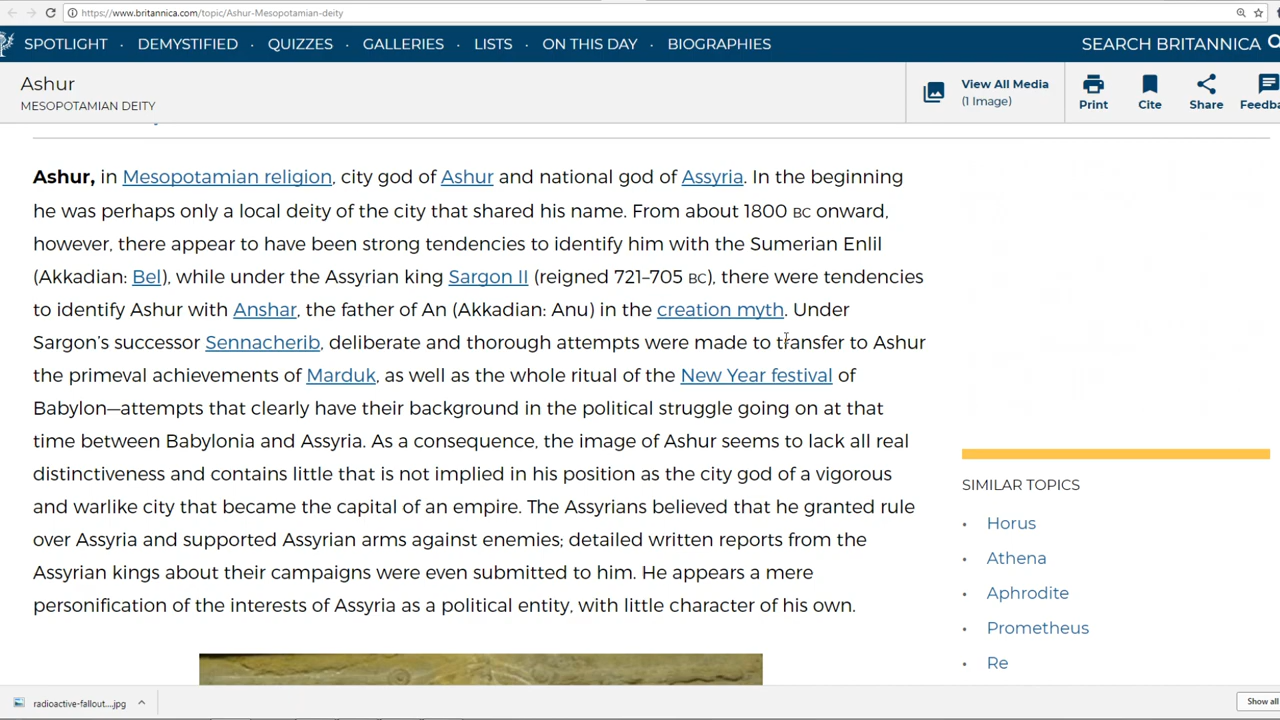 https://www.britannica.com/topic/Ashur-Mesopotamian-deity
SPOTLIGHT · DEMYSTIFIED · QUIZZES · GALLERIES · LISTS · ON THIS DAY · BIOGRAPHIES SEARCH BRITANNICA
Ashur
MESOPOTAMIAN DEITY
View All Media
(1 Image)
Print
Cite
Share
Feedba
Ashur, in Mesopotamian religion, city god of Ashur and national god of Assyria. In the beginning
he was perhaps only a local deity of the city that shared his name. From about 1800 BC onward,
however, there appear to have been strong tendencies to identify him with the Sumerian Enlil
(Akkadian: Bel), while under the Assyrian king Sargon II (reigned 721–705 BC), there were tendencies
to identify Ashur with Anshar, the father of An (Akkadian: Anu) in the creation myth. Under
Sargon's successor Sennacherib, deliberate and thorough attempts were made to transfer to Ashur
the primeval achievements of Marduk, as well as the whole ritual of the New Year festival of
Babylon—attempts that clearly have their background in the political struggle going on at that
time between Babylonia and Assyria. As a consequence, the image of Ashur seems to lack all real
distinctiveness and contains little that is not implied in his position as the city god of a vigorous
and warlike city that became the capital of an empire. The Assyrians believed that he granted rule
over Assyria and supported Assyrian arms against enemies; detailed written reports from the
Assyrian kings about their campaigns were even submitted to him. He appears a mere
personification of the interests of Assyria as a political entity, with little character of his own.
SIMILAR TOPICS
• Horus
• Athena
• Aphrodite
• Prometheus
• Re
radioactive-fallout....jpg
Show all